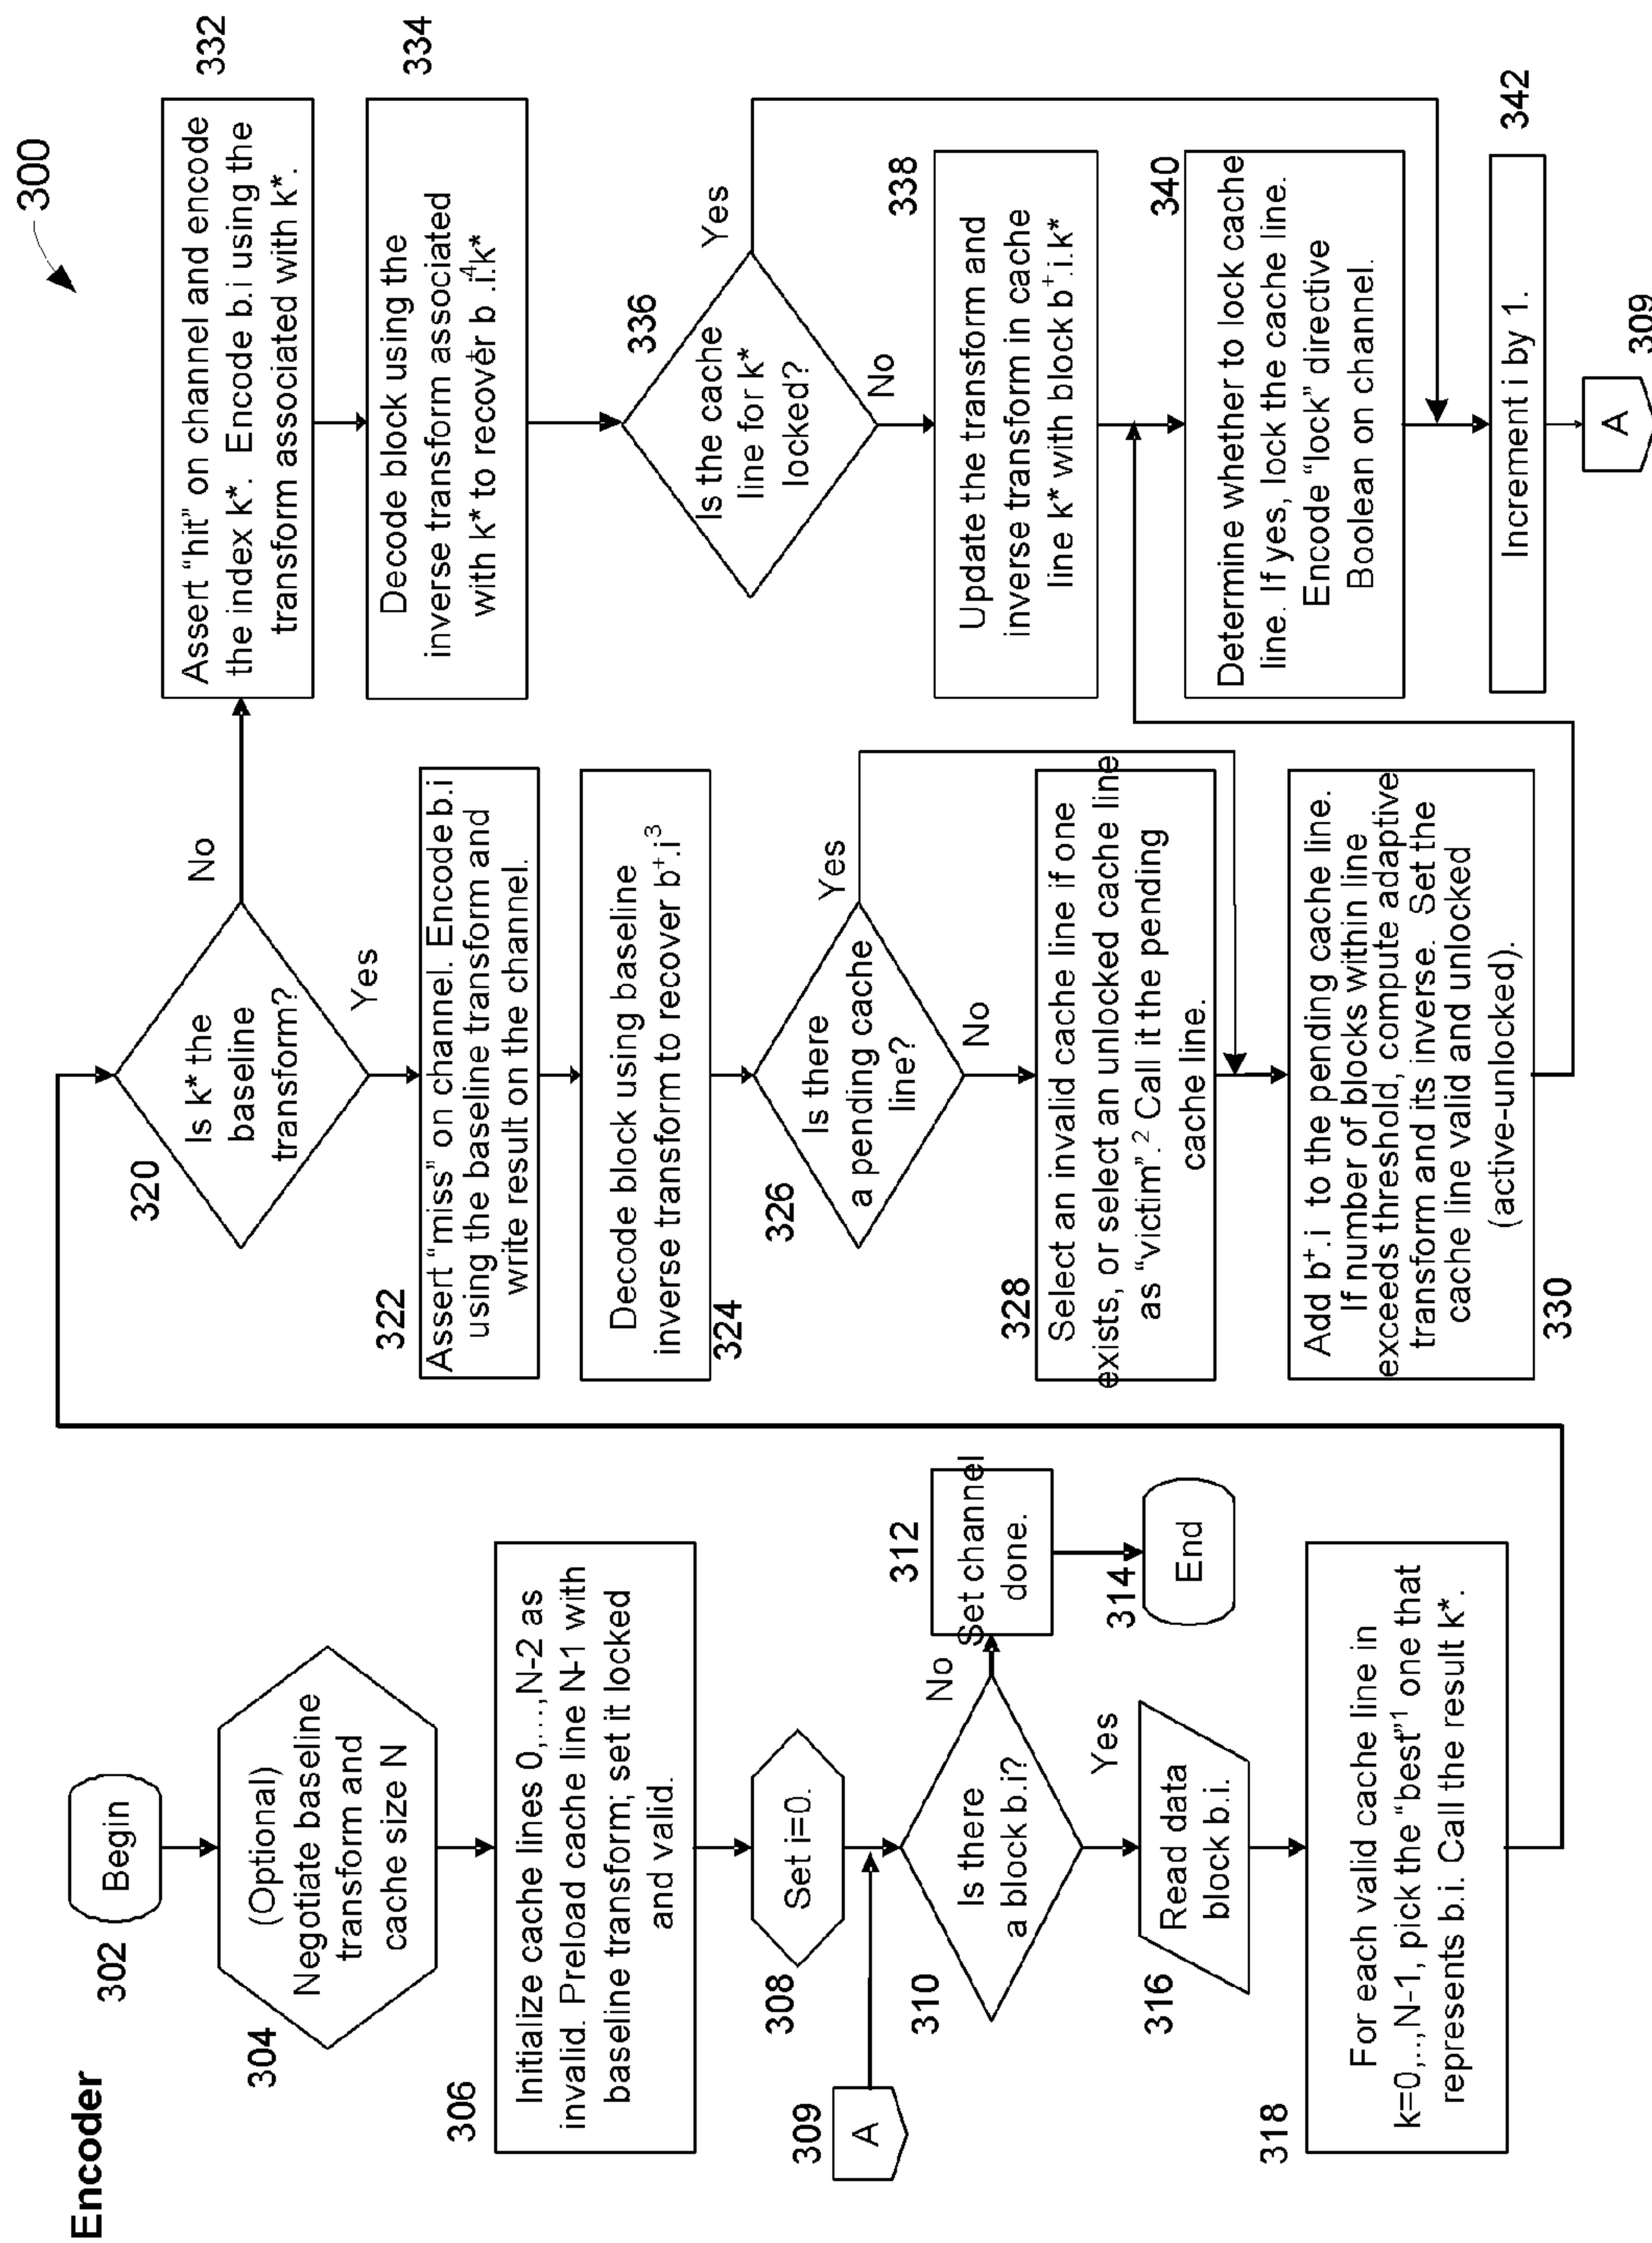 Encoder
300
302
Begin
304
(Optional)
Negotiate baseline
transform and
cache size N
306
Initialize cache lines 0,...,N-2 as
invalid. Preload cache line N-1 with
baseline transform; set it locked
and valid.
308
Set i=0.
309
A
310
Is there
a block b.i?
No
Yes
312
Set channel
done.
314
End
316
Read data
block b.i.
318
For each valid cache line in
k=0,..,N-1, pick the “best”¹ one that
represents b.i. Call the result k*.
320
Is k* the
baseline
transform?
No
Yes
322
Assert “miss” on channel. Encode b.i
using the baseline transform and
write result on the channel.
324
Decode block using baseline
inverse transform to recover b⁺.i³
326
Is there
a pending cache
line?
Yes
No
328
Select an invalid cache line if one
exists, or select an unlocked cache line
as “victim”.² Call it the pending
cache line.
330
Add b⁺.i to the pending cache line.
If number of blocks within line
exceeds threshold, compute adaptive
transform and its inverse. Set the
cache line valid and unlocked
(active-unlocked).
332
Assert “hit” on channel and encode
the index k*. Encode b.i using the
transform associated with k*.
334
Decode block using the
inverse transform associated
with k* to recover b⁺.i.k*⁴
336
Is the cache
line for k*
locked?
Yes
No
338
Update the transform and
inverse transform in cache
line k* with block b⁺.i.k*
340
Determine whether to lock cache
line. If yes, lock the cache line.
Encode “lock” directive
Boolean on channel.
342
Increment i by 1.
A
309